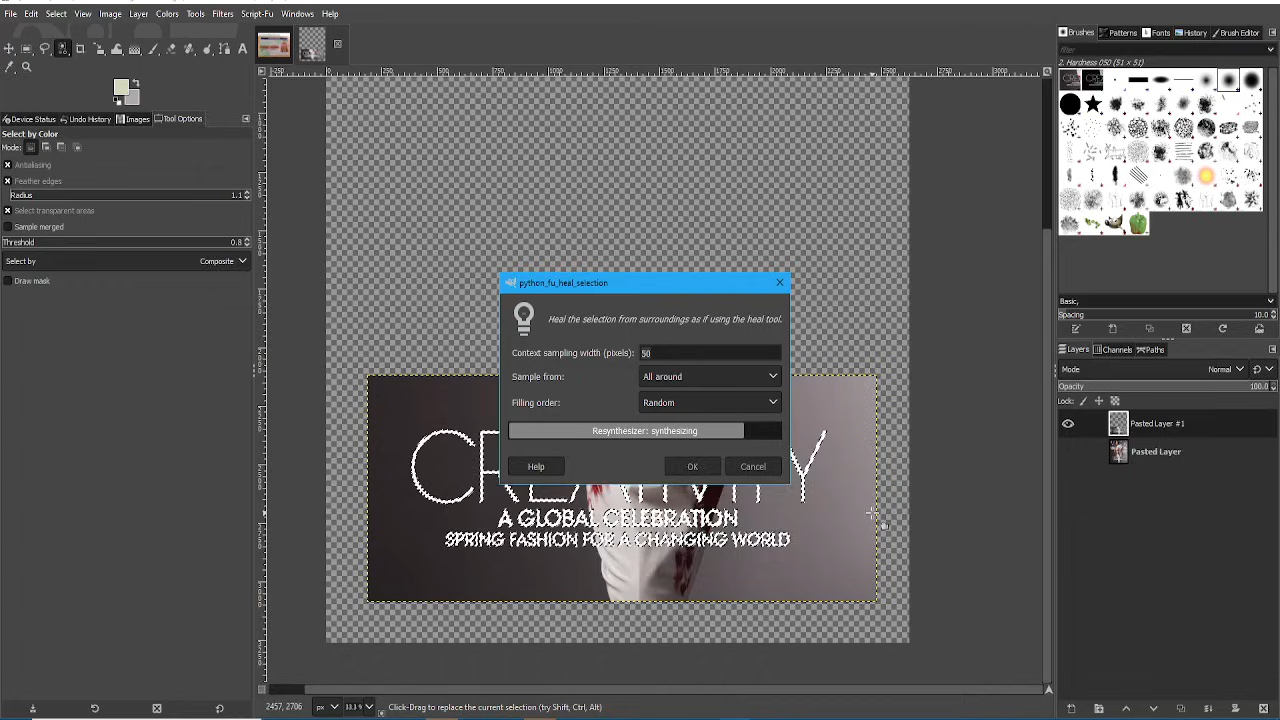 File Edit Select View Image Layer Colors Tools Filters Script-Fu Windows Help
Device Status Undo History Images Tool Options
Select by Color
Mode:
Antialiasing
Feather edges
Radius 1.1
Select transparent areas
Sample merged
Threshold 0.8
Select by Composite
Draw mask
python_fu_heal_selection
Heal the selection from surroundings as if using the heal tool.
Context sampling width (pixels): 50
Sample from: All around
Filling order: Random
Resynthesizer: synthesizing
Help OK Cancel
CREATIVITY
A GLOBAL CELEBRATION
SPRING FASHION FOR A CHANGING WORLD
2457, 2706 px 33.3 % Click-Drag to replace the current selection (try Shift, Ctrl, Alt)
Brushes Patterns Fonts History Brush Editor
filter
2. Hardness 050 (51 × 51)
Basic,
Spacing 10.0
Layers Channels Paths
Mode Normal
Opacity 100.0
Lock:
Pasted Layer #1
Pasted Layer